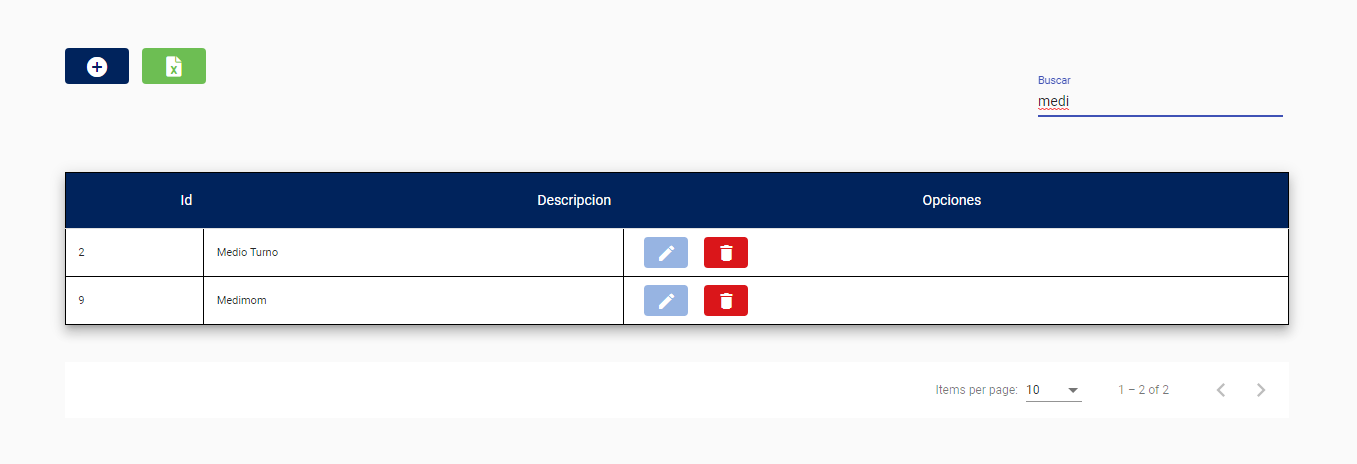 Buscar
medi
Id Descripcion Opciones
2 Medio Turno
9 Medimom
Items per page: 10 1 – 2 of 2